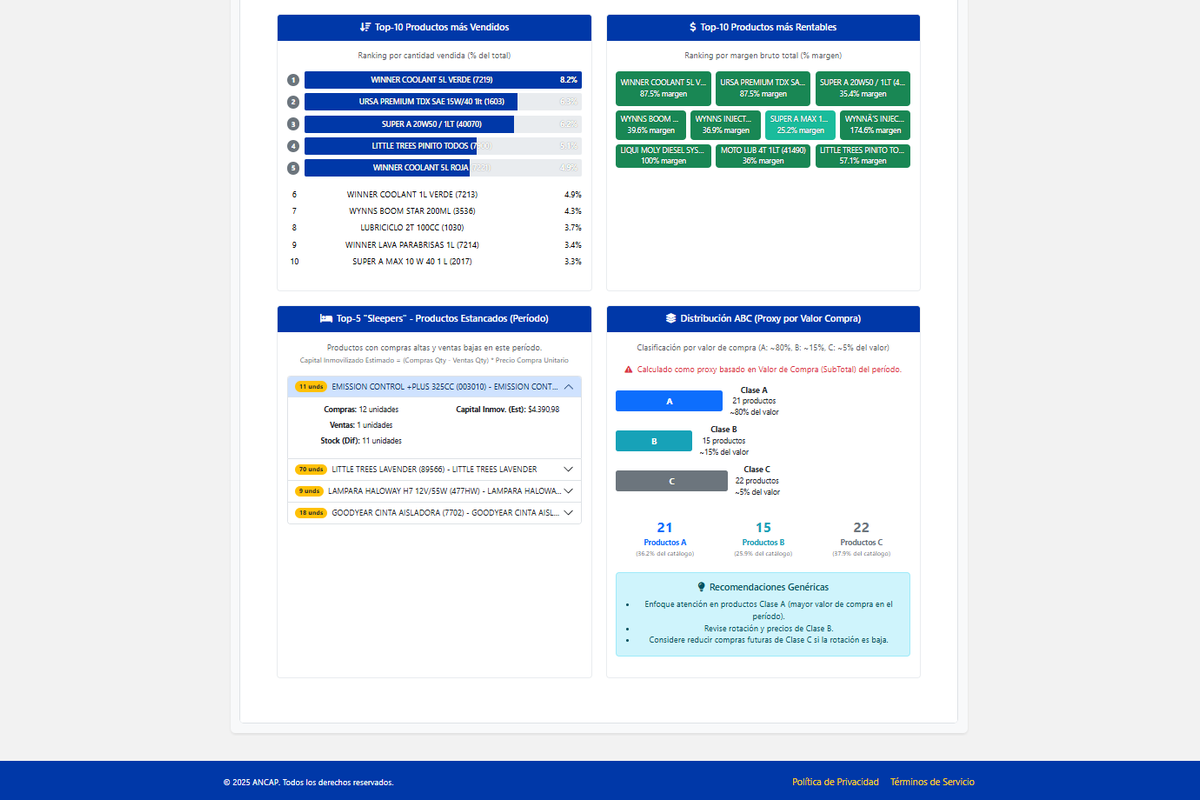 Top-10 Productos más Vendidos
Ranking por cantidad vendida (% del total)
1 WINNER COOLANT 5L VERDE (7219) 8.2%
2 URSA PREMIUM TDX SAE 15W/40 1lt (1603)
3 SUPER A 20W50 / 1LT (40070)
4 LITTLE TREES PINITO TODOS
5 WINNER COOLANT 5L ROJA 4.9%
6 WINNER COOLANT 1L VERDE (7213) 4.9%
7 WYNNS BOOM STAR 200ML (3536) 4.3%
8 LUBRICICLO 2T 100CC (1030) 3.7%
9 WINNER LAVA PARABRISAS 1L (7214) 3.4%
10 SUPER A MAX 10 W 40 1 L (2017) 3.3%
Top-10 Productos más Rentables
Ranking por margen bruto total (% margen)
WINNER COOLANT 5L V... URSA PREMIUM TDX SA... SUPER A 20W50 / 1LT (4...
87.5% margen 87.5% margen 35.4% margen
WYNNS BOOM ... WYNNS INJECT... SUPER A MAX 1... WYNNÂ'S INJEC...
39.6% margen 36.9% margen 25.2% margen 174.6% margen
LIQUI MOLY DIESEL SYS... MOTO LUB 4T 1LT (41490) LITTLE TREES PINITO TO...
100% margen 36% margen 57.1% margen
Top-5 "Sleepers" - Productos Estancados (Período)
Productos con compras altas y ventas bajas en este período.
Capital Inmovilizado Estimado = (Compras Qty - Ventas Qty) * Precio Compra Unitario
11 unds EMISSION CONTROL +PLUS 325CC (003010) - EMISSION CONT...
Compras: 12 unidades Capital Inmov. (Est): $4.390,98
Ventas: 1 unidades
Stock (Dif): 11 unidades
70 unds LITTLE TREES LAVENDER (89566) - LITTLE TREES LAVENDER
9 unds LAMPARA HALOWAY H7 12V/55W (477HW) - LAMPARA HALOWA...
18 unds GOODYEAR CINTA AISLADORA (7702) - GOODYEAR CINTA AISL...
Distribución ABC (Proxy por Valor Compra)
Clasificación por valor de compra (A: ~80%, B: ~15%, C: ~5% del valor)
Calculado como proxy basado en Valor de Compra (SubTotal) del período.
A
Clase A
21 productos
~80% del valor
B
Clase B
15 productos
~15% del valor
C
Clase C
22 productos
~5% del valor
21 15 22
Productos A Productos B Productos C
(36.2% del catálogo) (25.9% del catálogo) (37.9% del catálogo)
Recomendaciones Genéricas
• Enfoque atención en productos Clase A (mayor valor de compra en el
período).
• Revise rotación y precios de Clase B.
• Considere reducir compras futuras de Clase C si la rotación es baja.
© 2025 ANCAP. Todos los derechos reservados.
Política de Privacidad Términos de Servicio